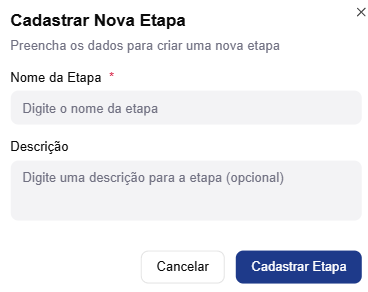 Cadastrar Nova Etapa
Preencha os dados para criar uma nova etapa
Nome da Etapa *
Digite o nome da etapa
Descrição
Digite uma descrição para a etapa (opcional)
Cancelar
Cadastrar Etapa